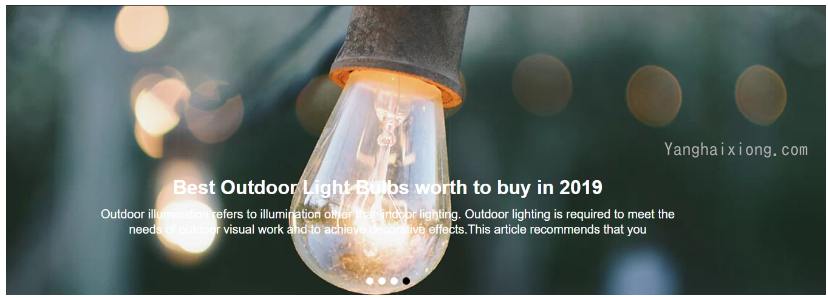 Yanghaixiong.com
Best Outdoor Light Bulbs worth to buy in 2019
Outdoor illumination refers to illumination other than indoor lighting. Outdoor lighting is required to meet the
needs of outdoor visual work and to achieve decorative effects.This article recommends that you